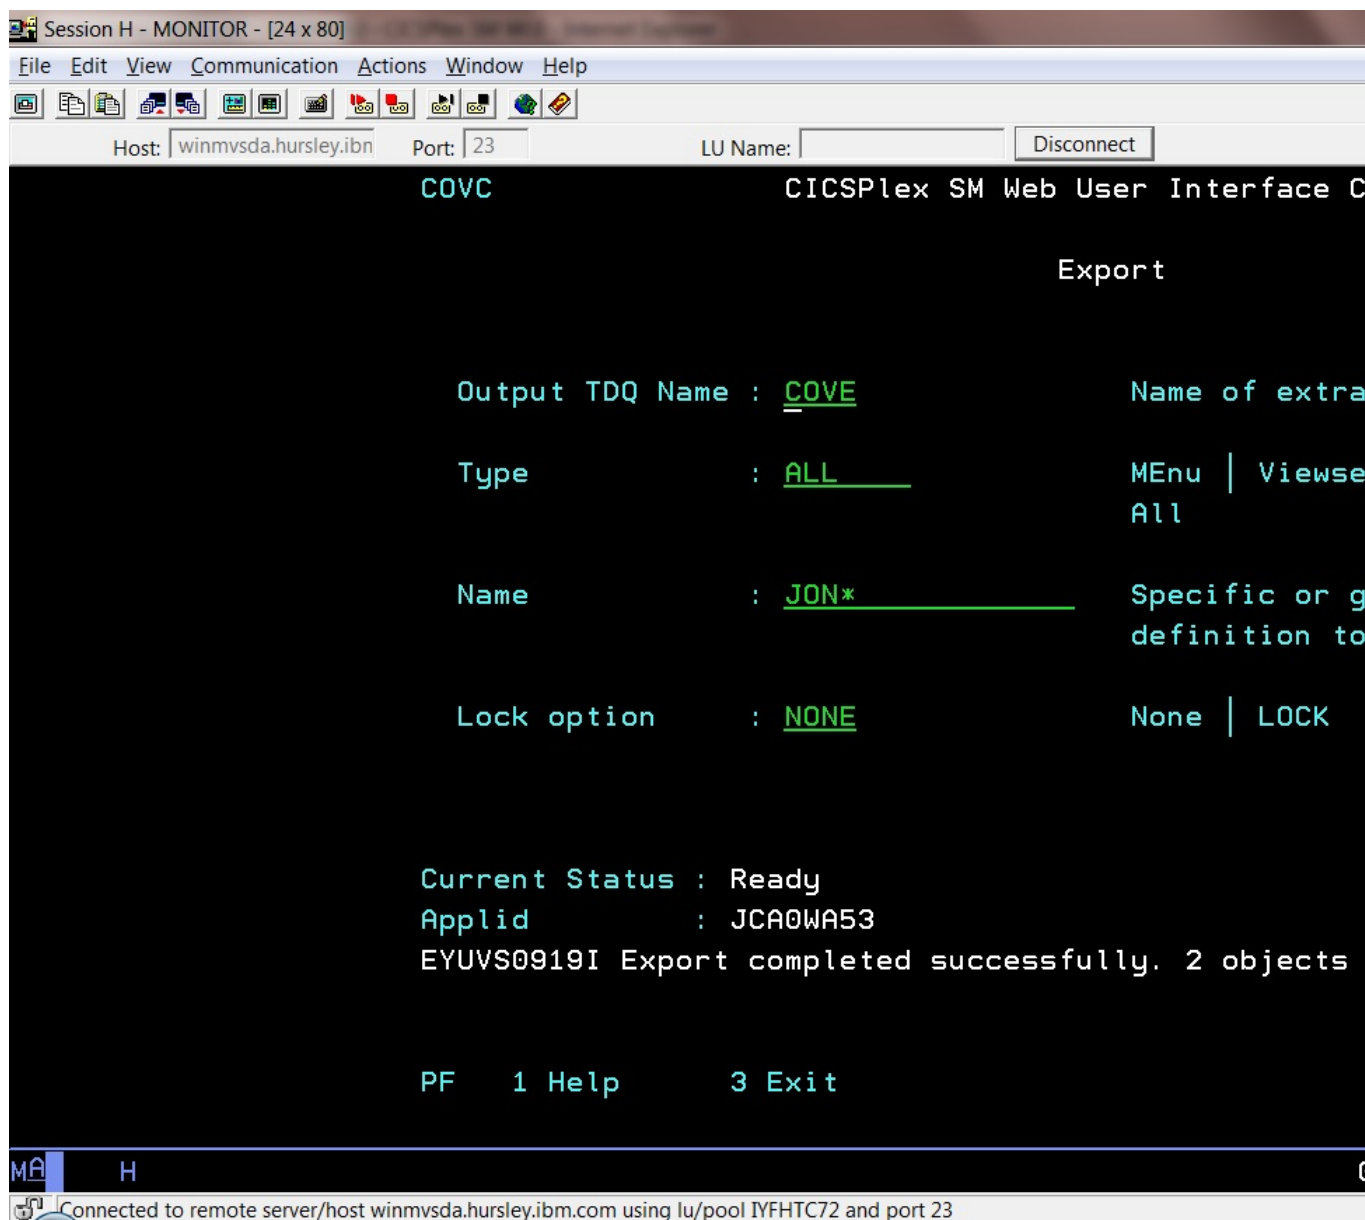 Session H - MONITOR - [24 x 80]
File Edit View Communication Actions Window Help
Host: winmvsda.hursley.ibn Port: 23 LU Name: Disconnect
COVC CICSPlex SM Web User Interface C
Export
Output TDQ Name : COVE Name of extra
Type : ALL MEnu | Viewse
All
Name : JON* Specific or g
definition to
Lock option : NONE None | LOCK
Current Status : Ready
Applid : JCA0WA53
EYUVS0919I Export completed successfully. 2 objects
PF 1 Help 3 Exit
MA H
Connected to remote server/host winmvsda.hursley.ibm.com using lu/pool IYFHTC72 and port 23